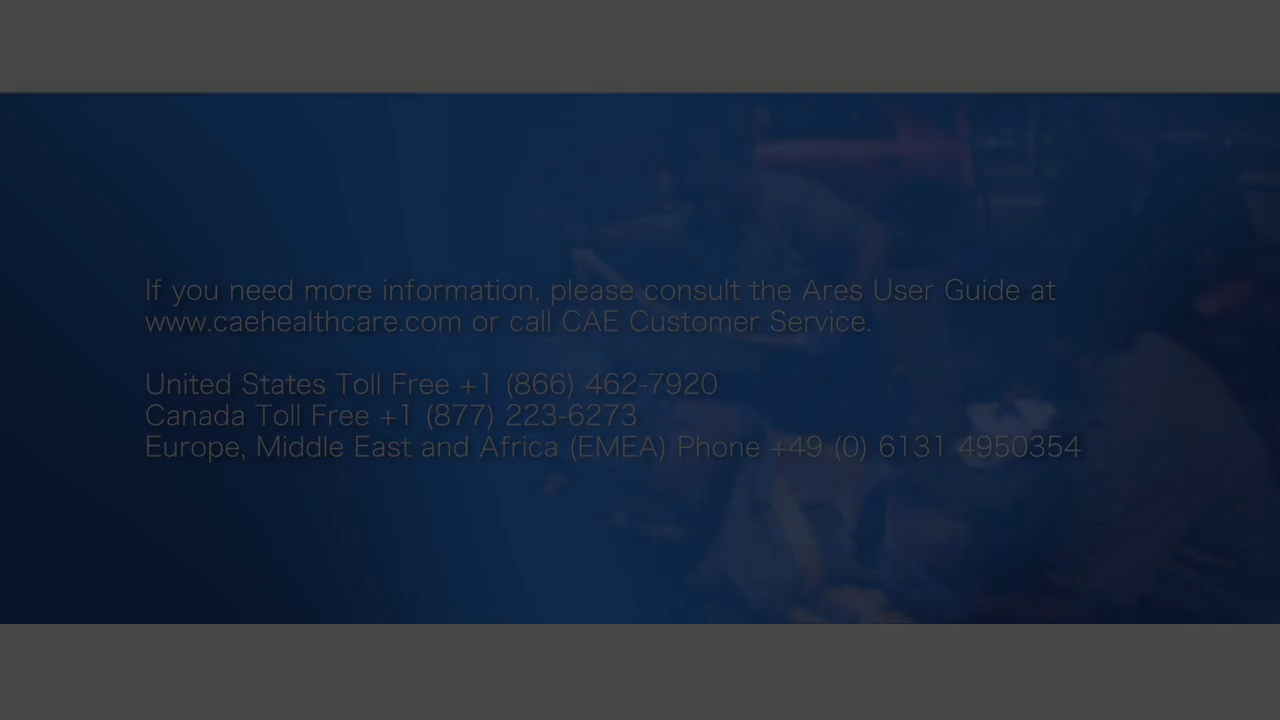 If you need more information, please consult the Ares User Guide at
www.caehealthcare.com or call CAE Customer Service.
United States Toll Free +1 (866) 462-7920
Canada Toll Free +1 (877) 223-6273
Europe, Middle East and Africa (EMEA) Phone +49 (0) 6131 4950354